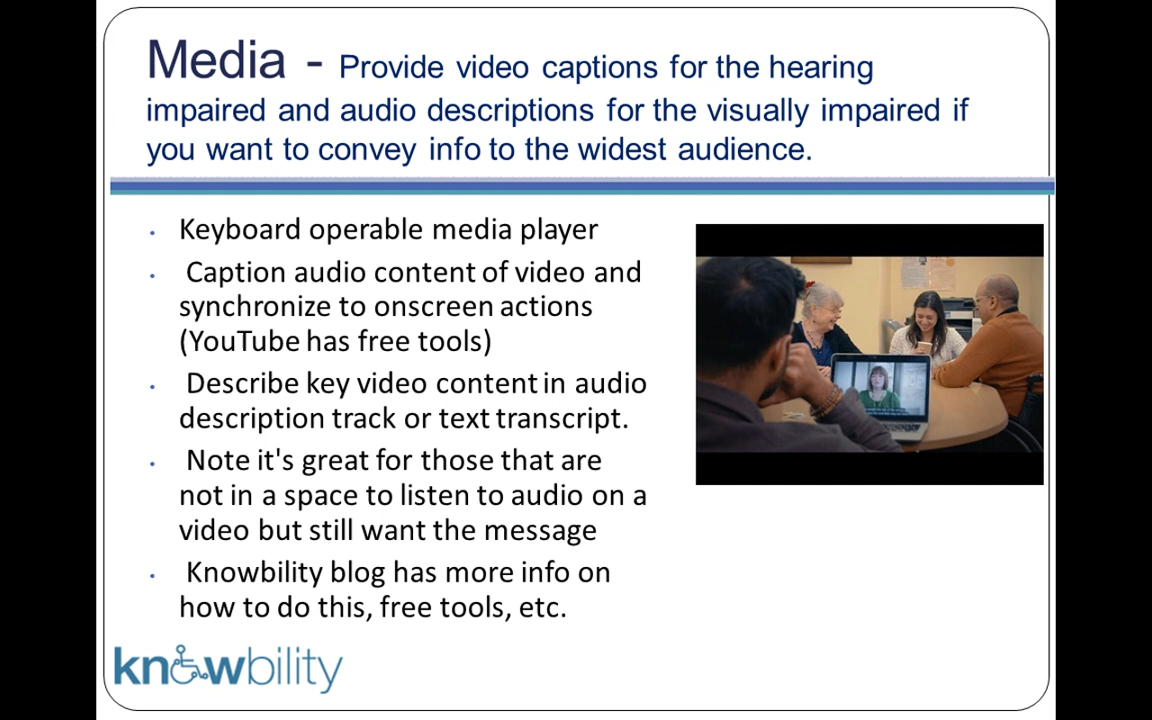 Media - Provide video captions for the hearing
impaired and audio descriptions for the visually impaired if
you want to convey info to the widest audience.
• Keyboard operable media player
• Caption audio content of video and
synchronize to onscreen actions
(YouTube has free tools)
• Describe key video content in audio
description track or text transcript.
• Note it's great for those that are
not in a space to listen to audio on a
video but still want the message
• Knowbility blog has more info on
how to do this, free tools, etc.
knowbility